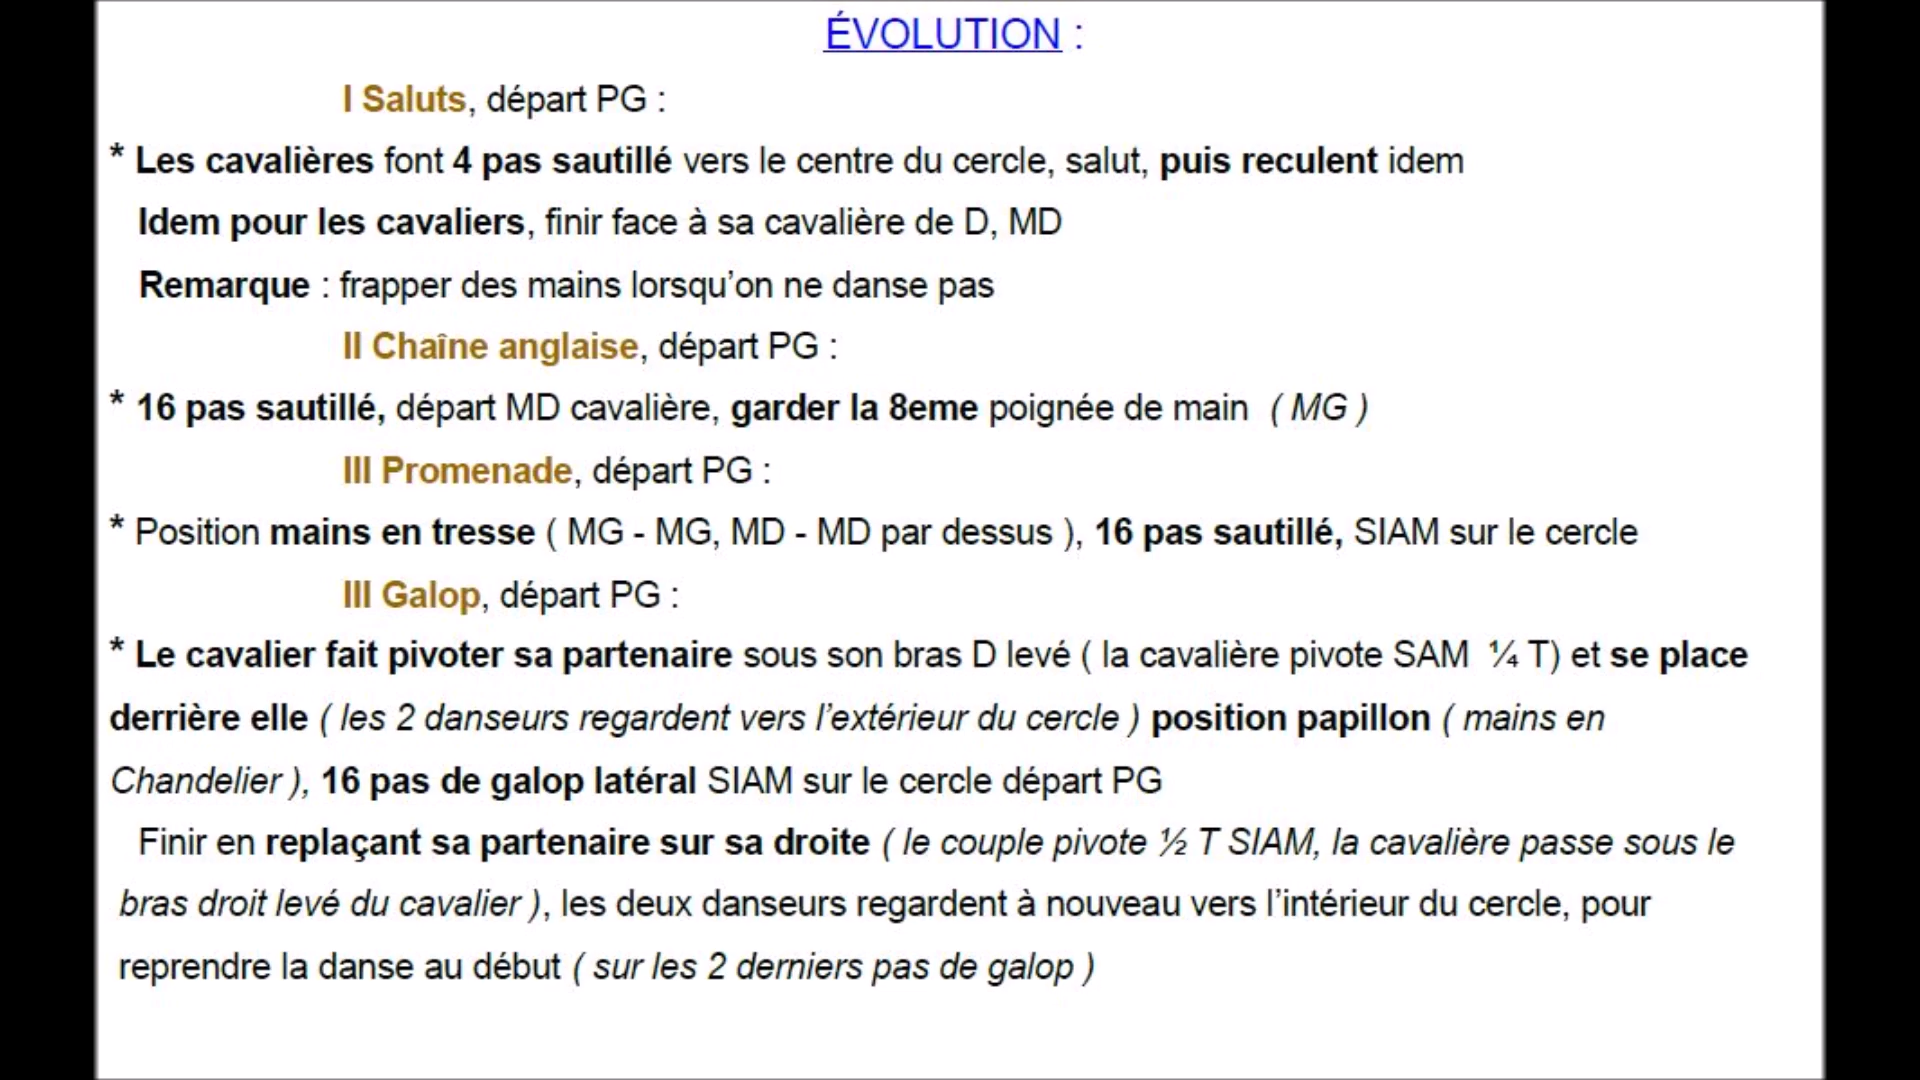 ÉVOLUTION :
I Saluts, départ PG :
* Les cavalières font 4 pas sautillé vers le centre du cercle, salut, puis reculent idem
Idem pour les cavaliers, finir face à sa cavalière de D, MD
Remarque : frapper des mains lorsqu'on ne danse pas
II Chaîne anglaise, départ PG :
* 16 pas sautillé, départ MD cavalière, garder la 8eme poignée de main ( MG )
III Promenade, départ PG :
* Position mains en tresse ( MG - MG, MD - MD par dessus ), 16 pas sautillé, SIAM sur le cercle
III Galop, départ PG :
* Le cavalier fait pivoter sa partenaire sous son bras D levé ( la cavalière pivote SAM ¼ T) et se place
derrière elle ( les 2 danseurs regardent vers l'extérieur du cercle ) position papillon ( mains en
Chandelier ), 16 pas de galop latéral SIAM sur le cercle départ PG
Finir en replaçant sa partenaire sur sa droite ( le couple pivote ½ T SIAM, la cavalière passe sous le
bras droit levé du cavalier ), les deux danseurs regardent à nouveau vers l'intérieur du cercle, pour
reprendre la danse au début ( sur les 2 derniers pas de galop )